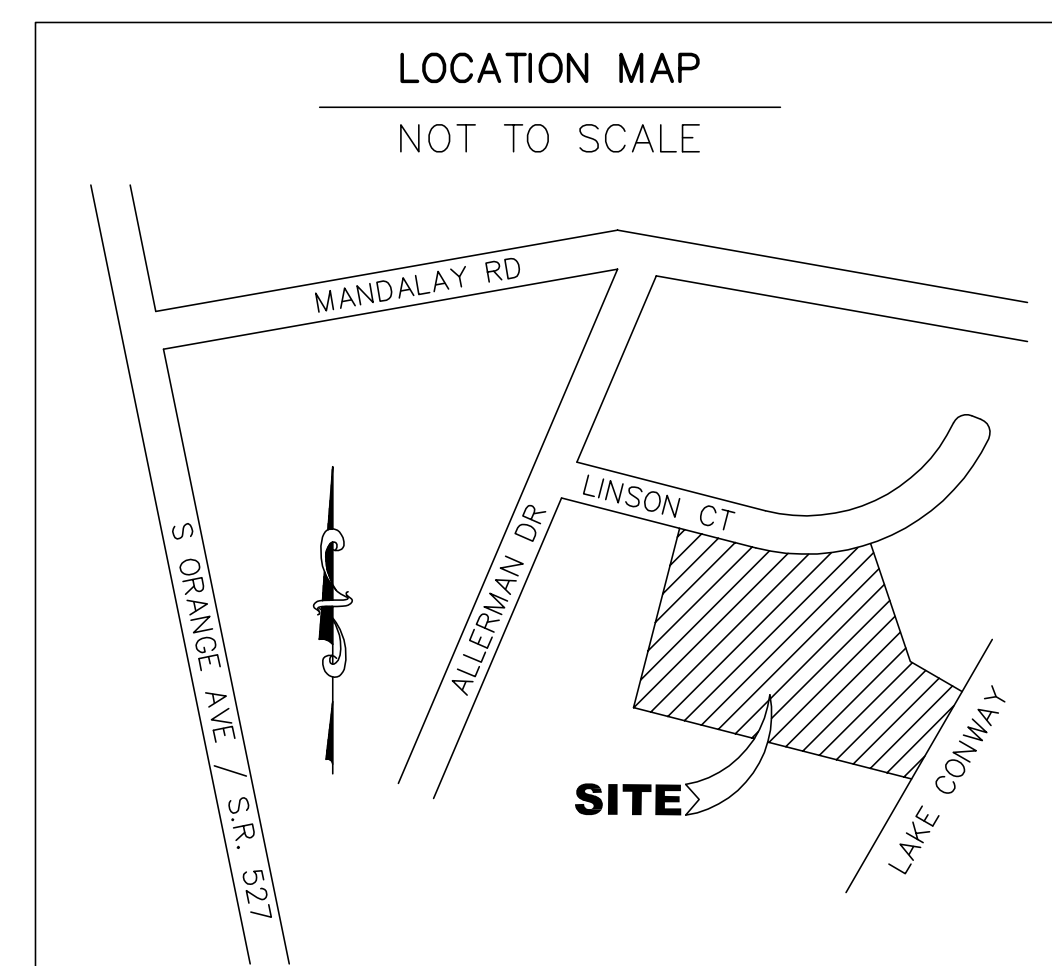 LOCATION MAP
NOT TO SCALE
MANDALAY RD
LINSON CT
ALLERMAN DR
S ORANGE AVE / S.R. 527
SITE
LAKE CONWAY